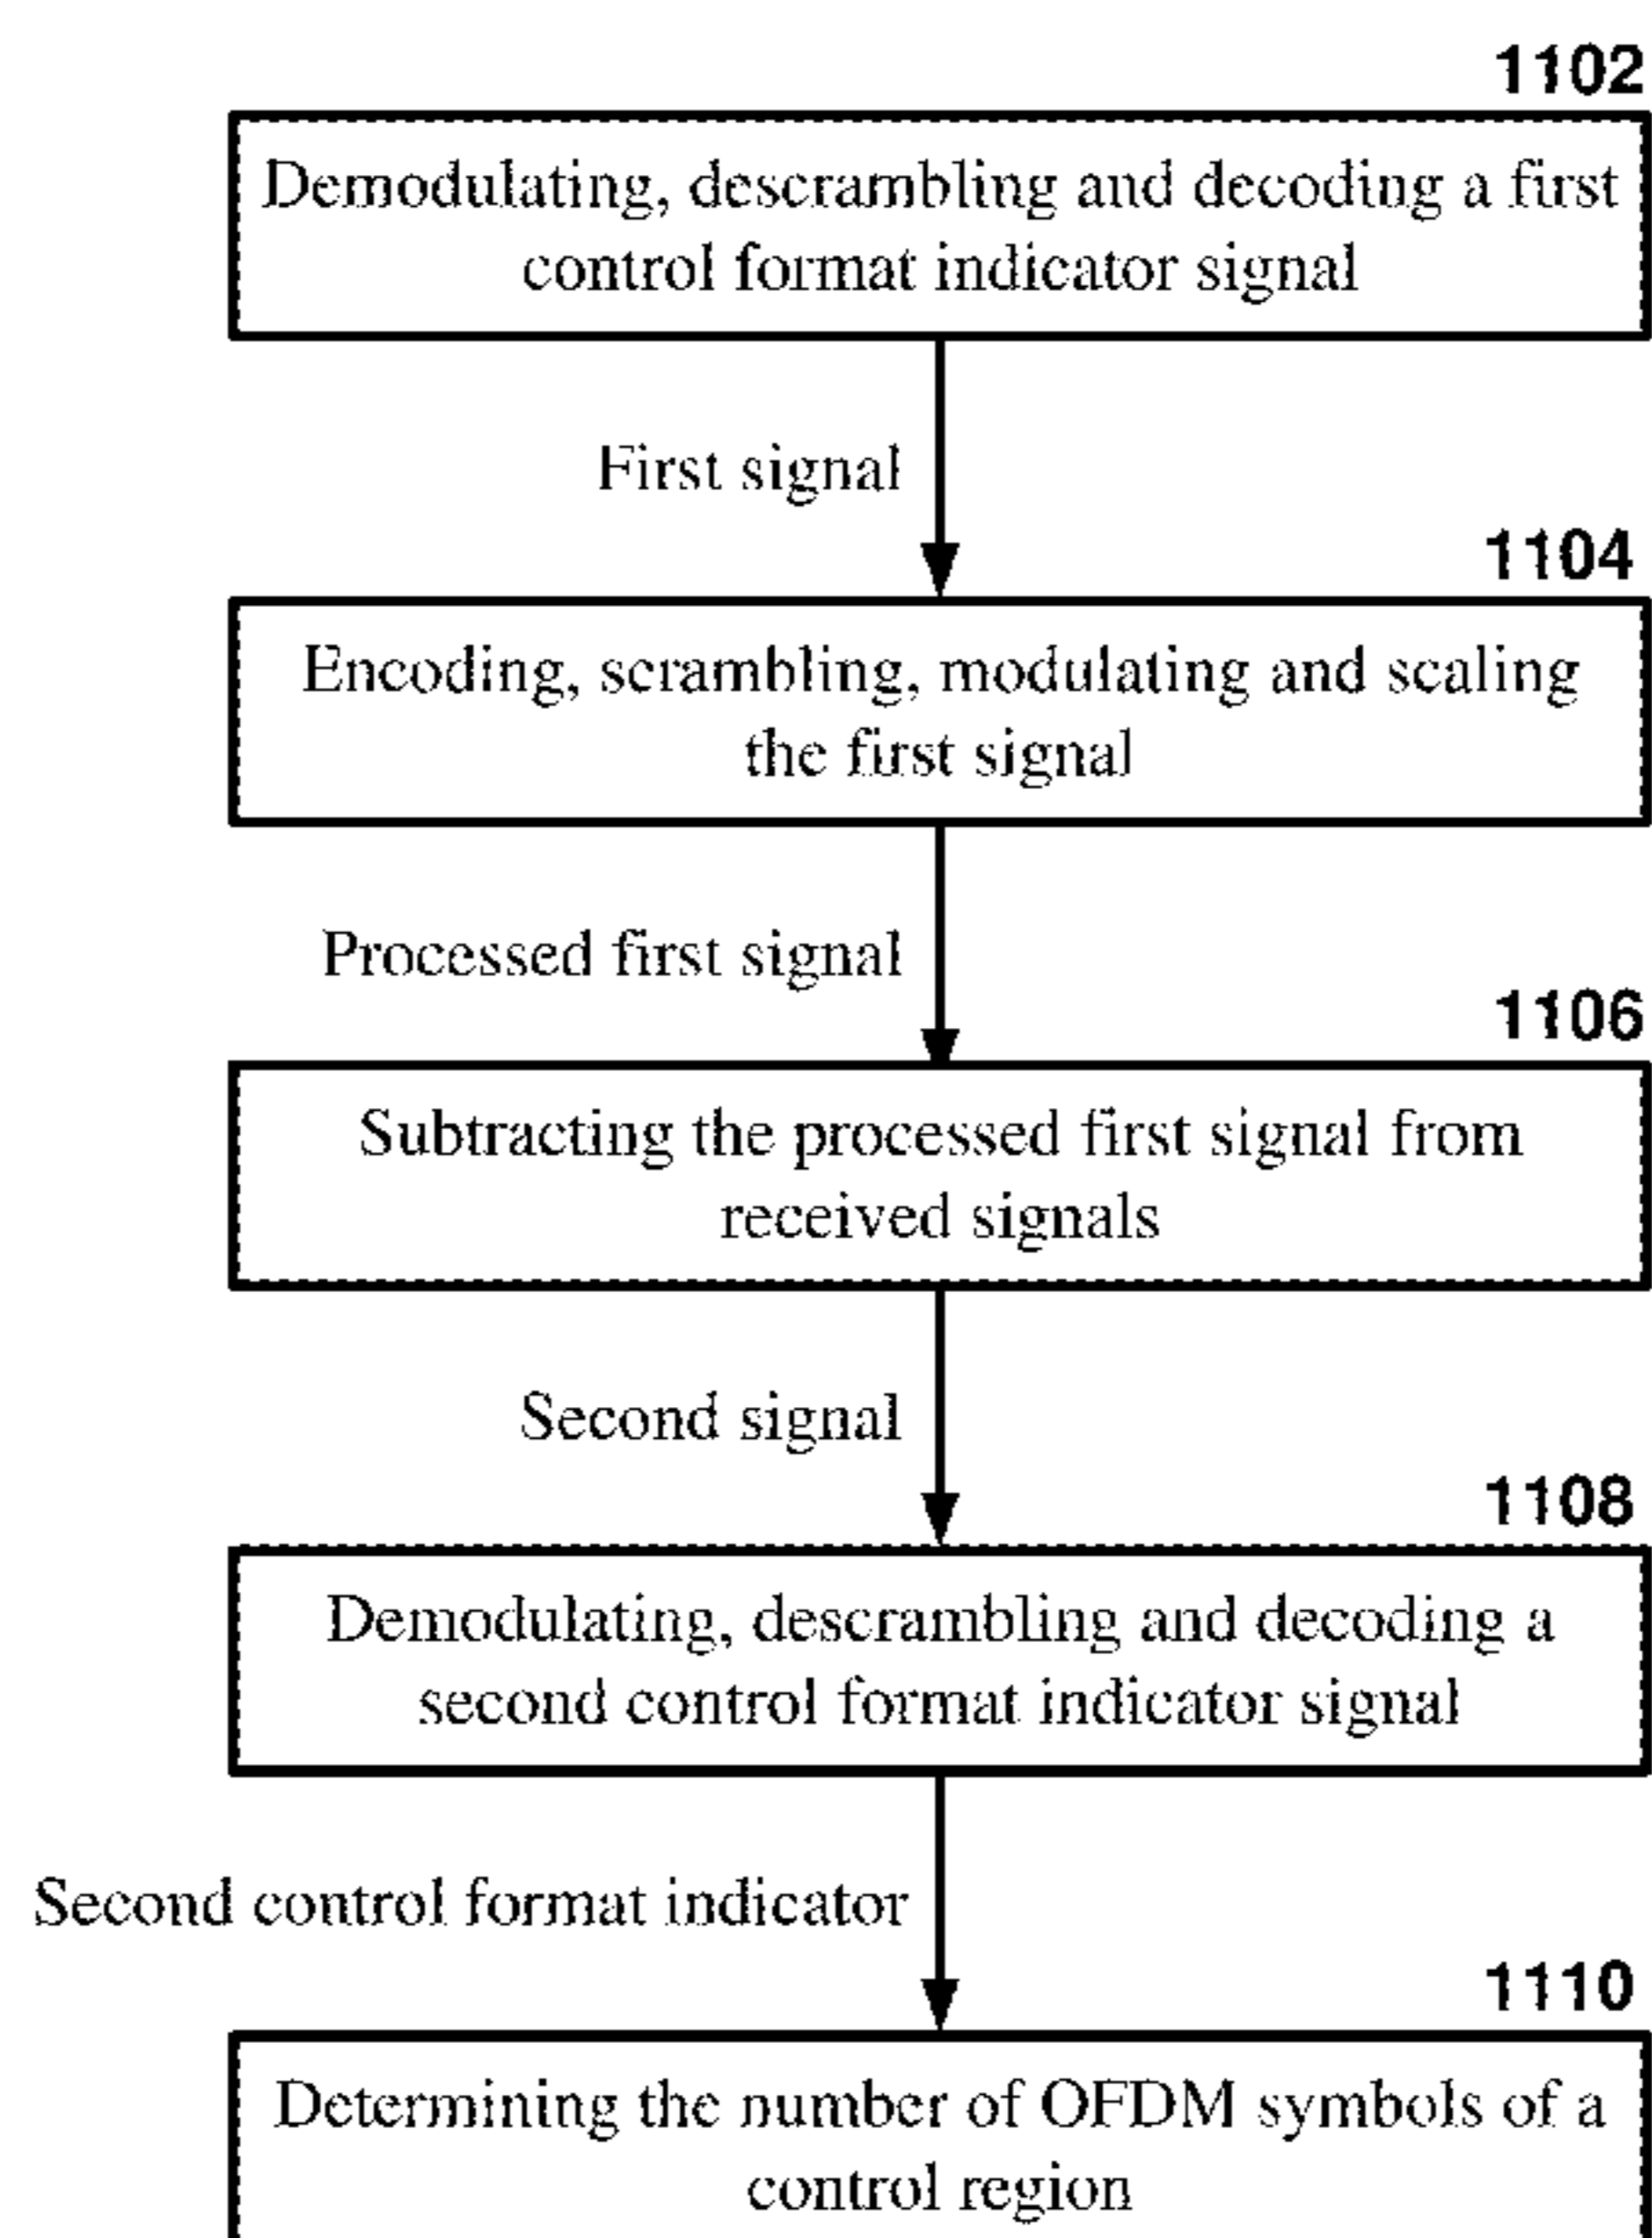 1102
Demodulating, descrambling and decoding a first
control format indicator signal
First signal
1104
Encoding, scrambling, modulating and scaling
the first signal
Processed first signal
1106
Subtracting the processed first signal from
received signals
Second signal
1108
Demodulating, descrambling and decoding a
second control format indicator signal
Second control format indicator
1110
Determining the number of OFDM symbols of a
control region